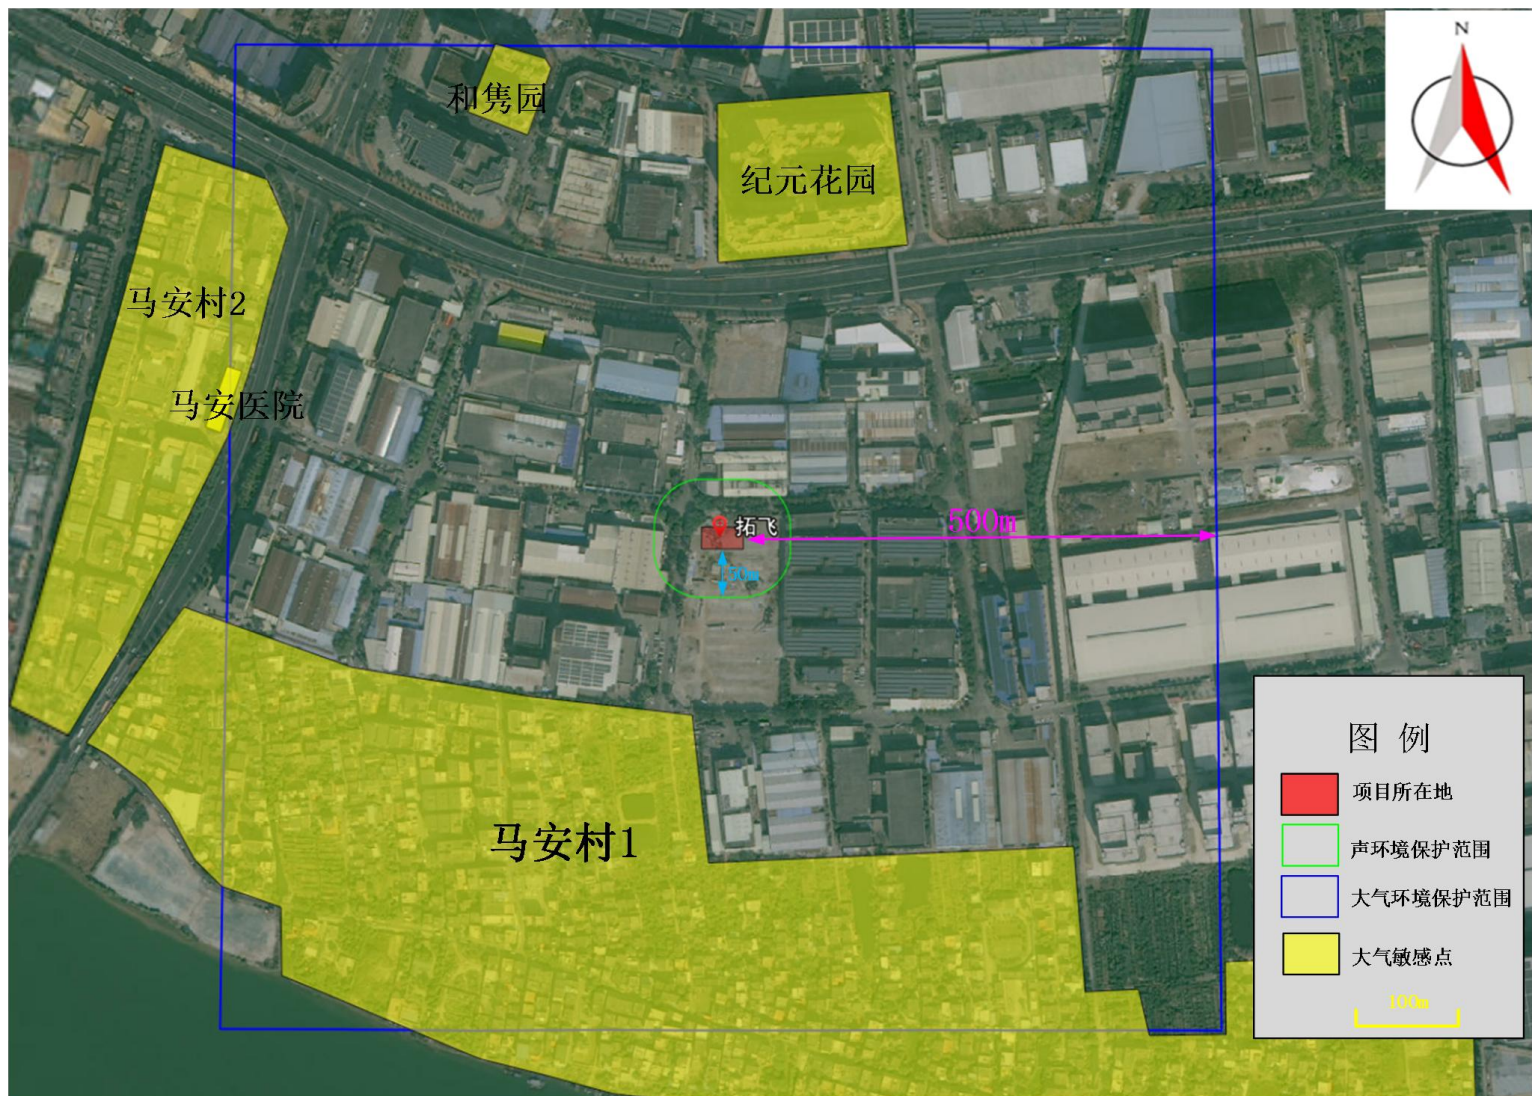 N
和隽园
纪元花园
马安村2
马安医院
拓飞
500m
50m
马安村1
图 例
项目所在地
声环境保护范围
大气环境保护范围
大气敏感点
100m